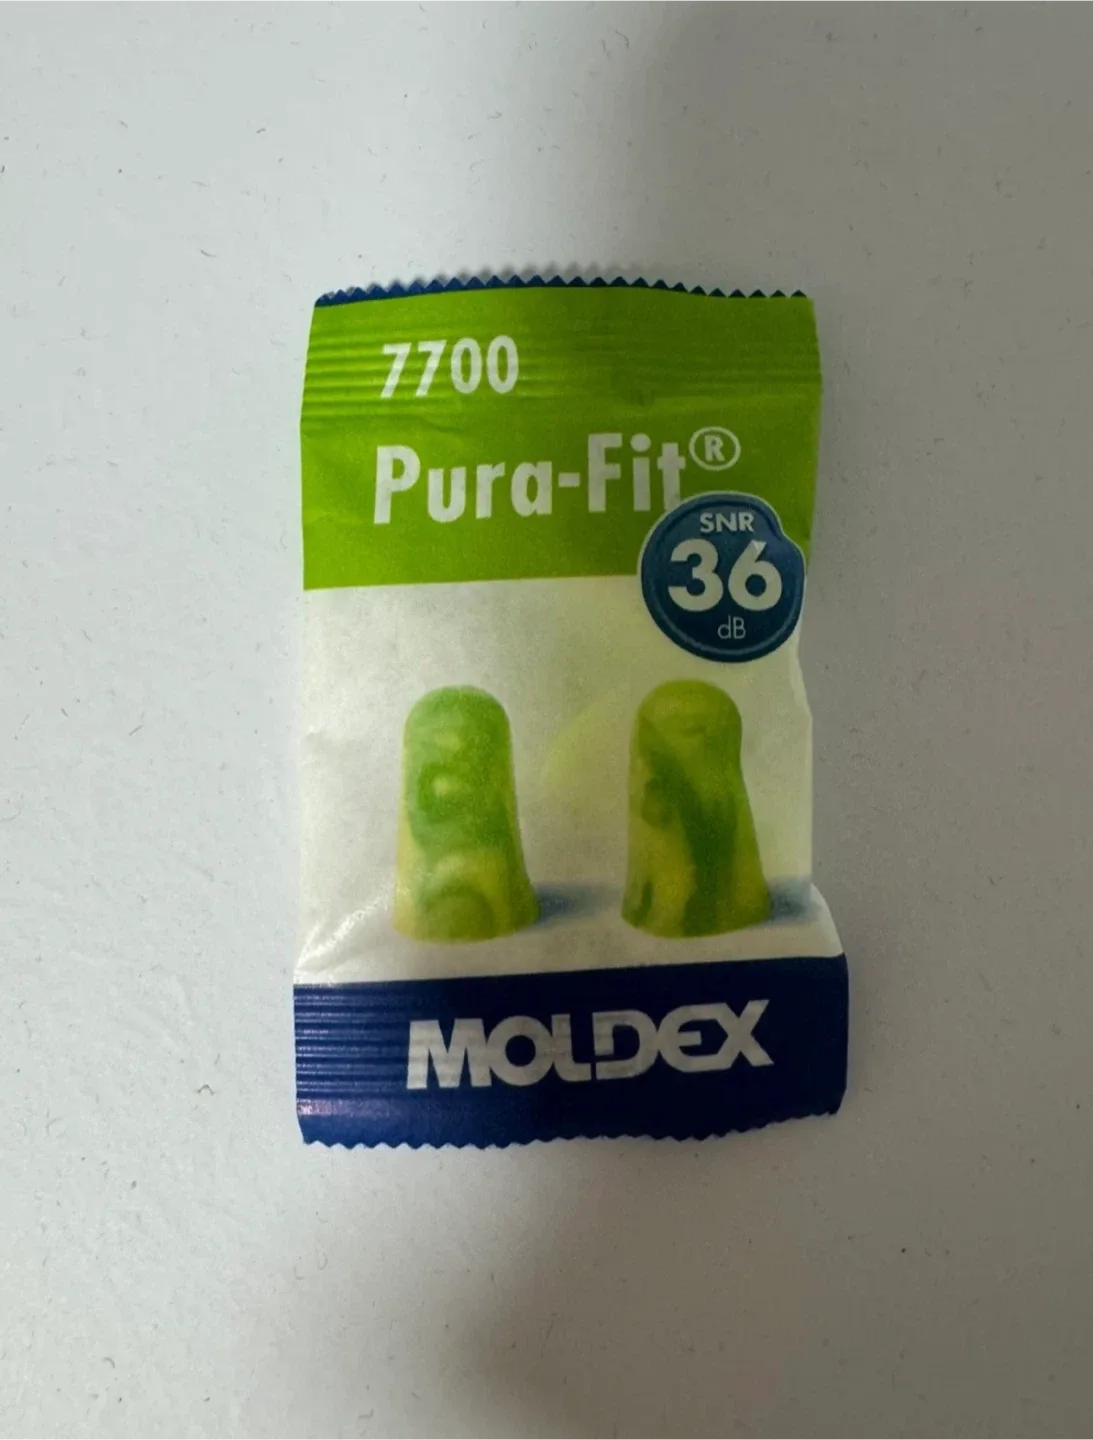 7700
Pura-Fit®
SNR
36
dB
MOLDEX